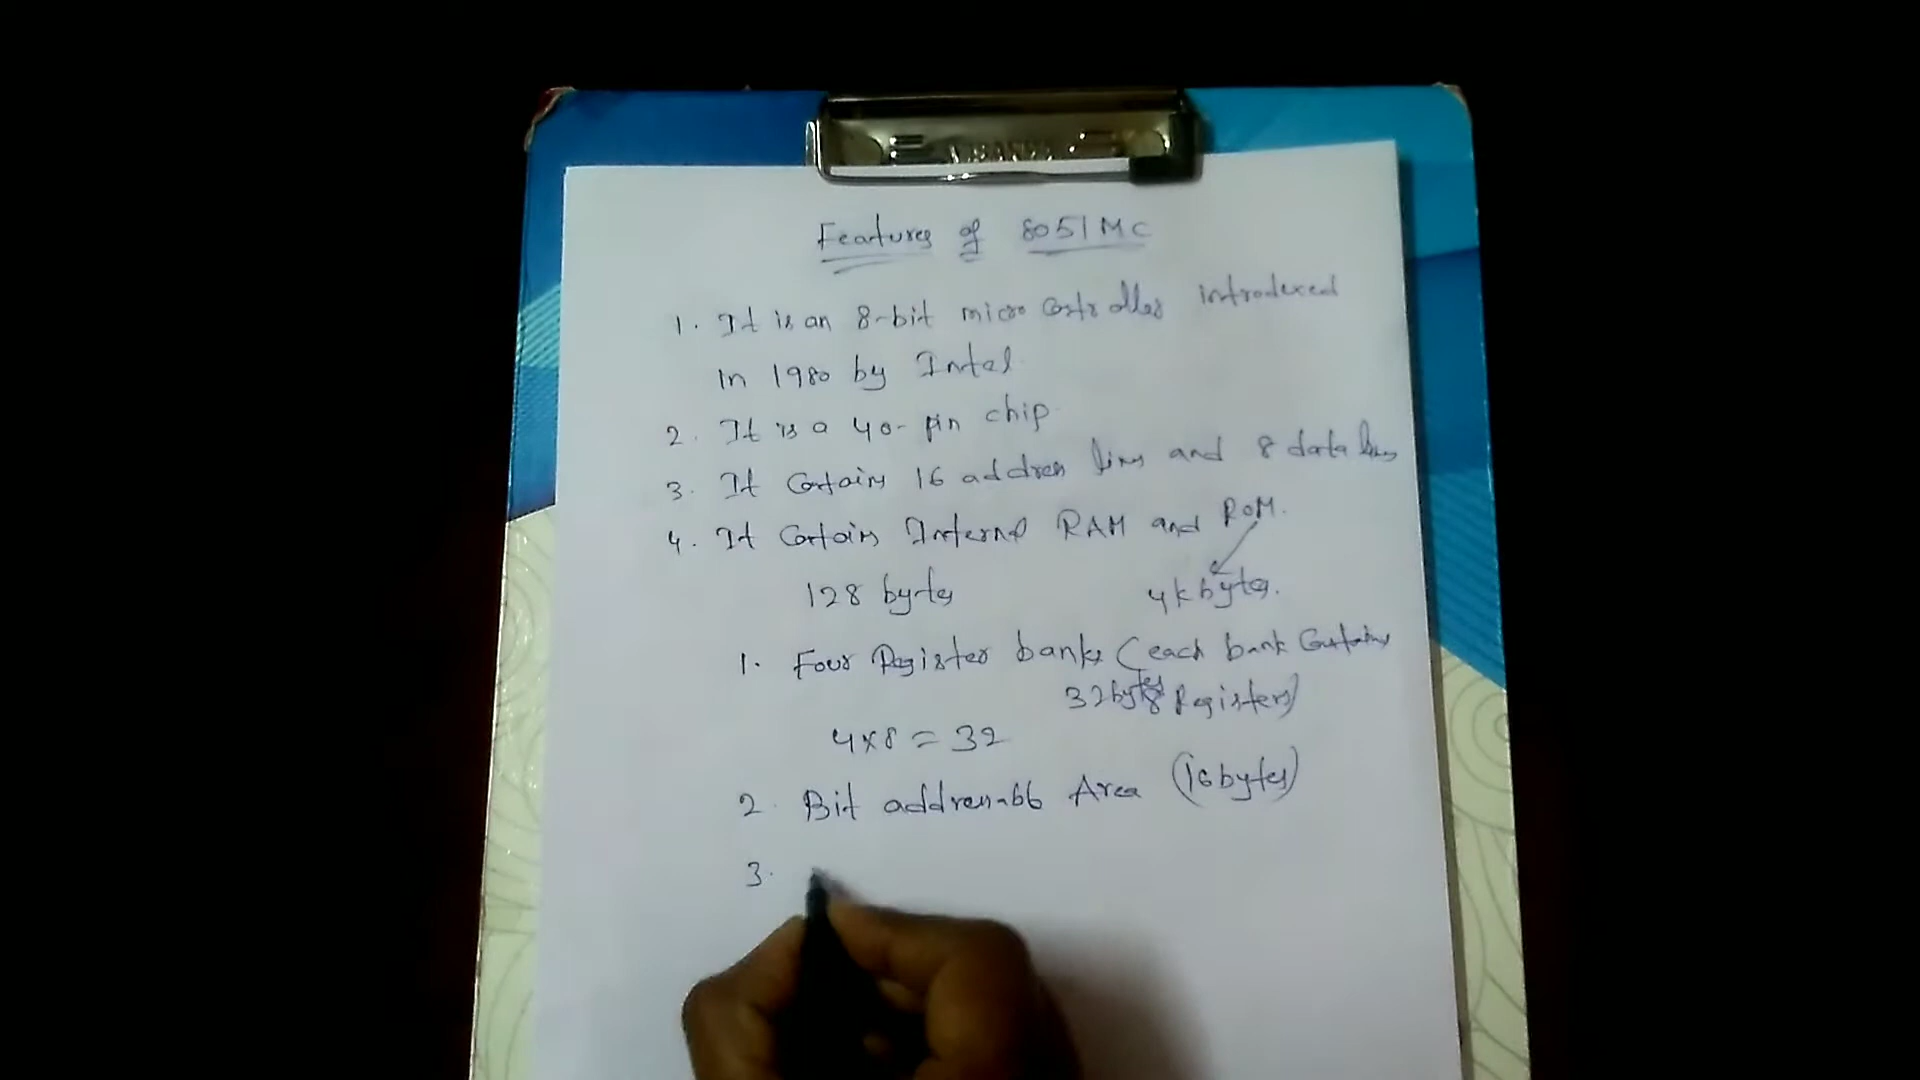 Features of 8051 MC
1. It is an 8-bit micro controller introduced
in 1980 by Intel.
2. It is a 40-pin chip.
3. It contains 16 address lines and 8 data lines
4. It contains Internal RAM and ROM.
128 bytes 4k bytes.
1. Four Register banks (each bank contains
32 bytes 8 Registers)
4x8 = 32
2. Bit addressable Area (16 bytes)
3.